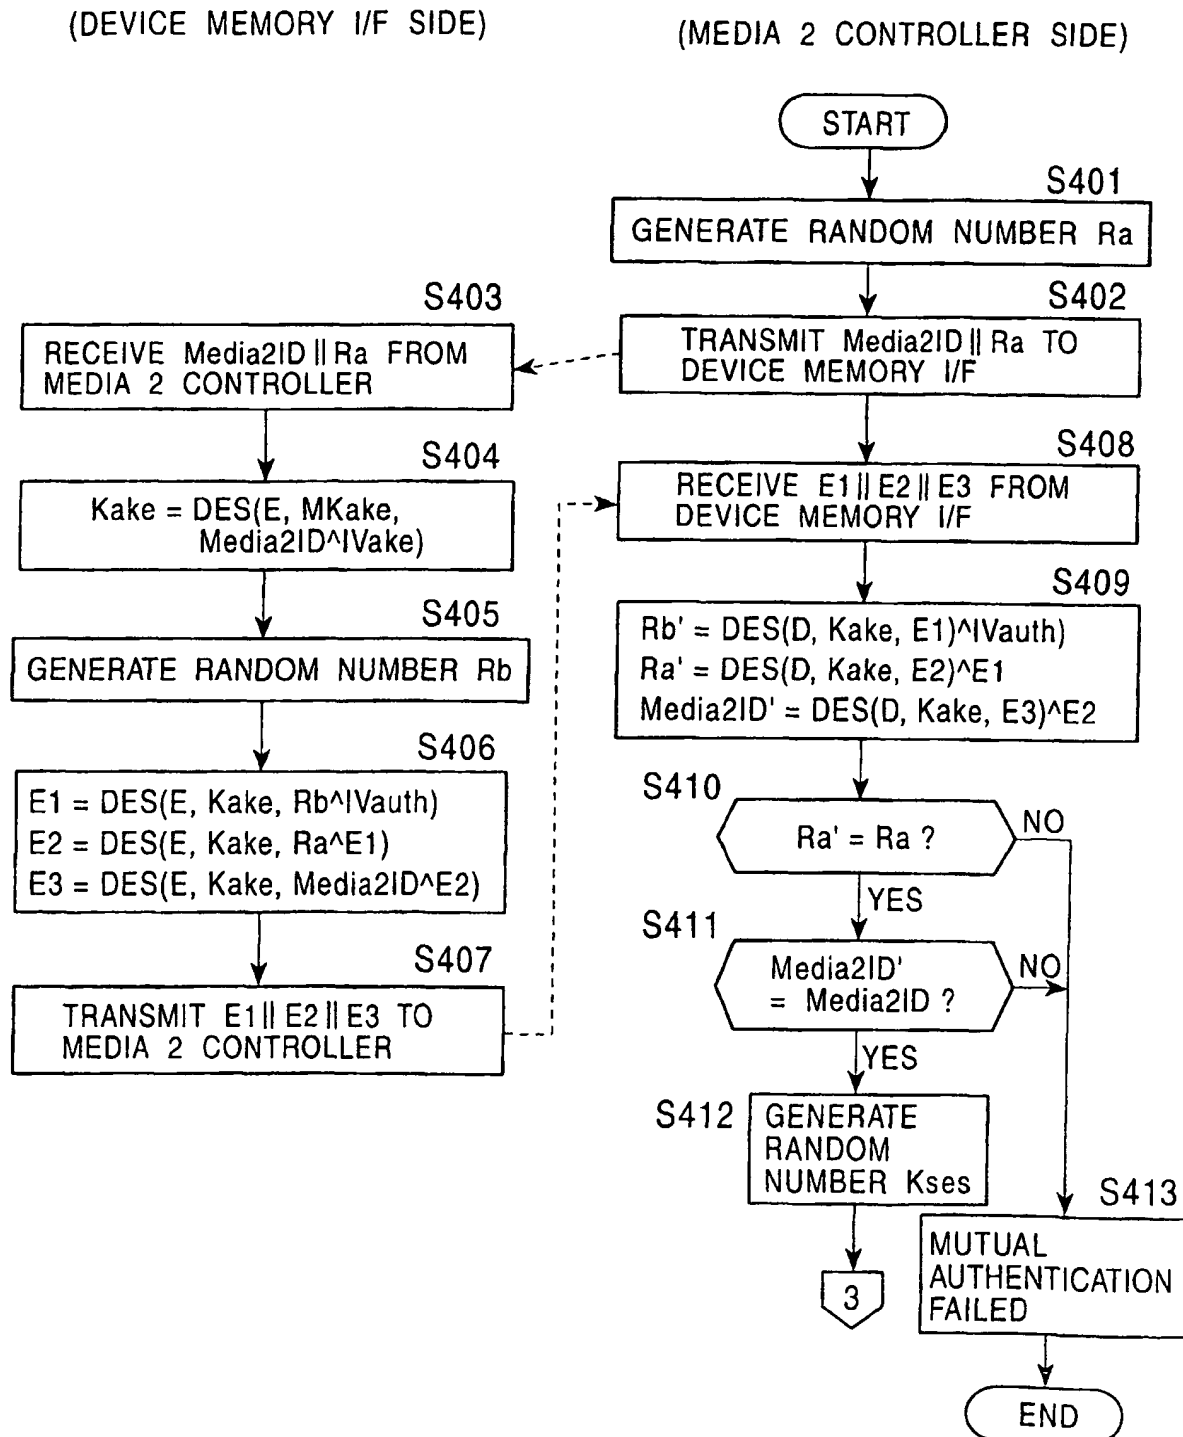 (DEVICE MEMORY I/F SIDE)
(MEDIA 2 CONTROLLER SIDE)
START
S401
GENERATE RANDOM NUMBER Ra
S402
TRANSMIT Media2ID || Ra TO
DEVICE MEMORY I/F
S403
RECEIVE Media2ID || Ra FROM
MEDIA 2 CONTROLLER
S404
Kake = DES(E, MKake,
Media2ID^IVake)
S405
GENERATE RANDOM NUMBER Rb
S406
E1 = DES(E, Kake, Rb^IVauth)
E2 = DES(E, Kake, Ra^E1)
E3 = DES(E, Kake, Media2ID^E2)
S407
TRANSMIT E1 || E2 || E3 TO
MEDIA 2 CONTROLLER
S408
RECEIVE E1 || E2 || E3 FROM
DEVICE MEMORY I/F
S409
Rb' = DES(D, Kake, E1)^IVauth)
Ra' = DES(D, Kake, E2)^E1
Media2ID' = DES(D, Kake, E3)^E2
S410
Ra' = Ra ?
NO
YES
S411
Media2ID'
= Media2ID ?
NO
YES
S412
GENERATE
RANDOM
NUMBER Kses
3
S413
MUTUAL
AUTHENTICATION
FAILED
END